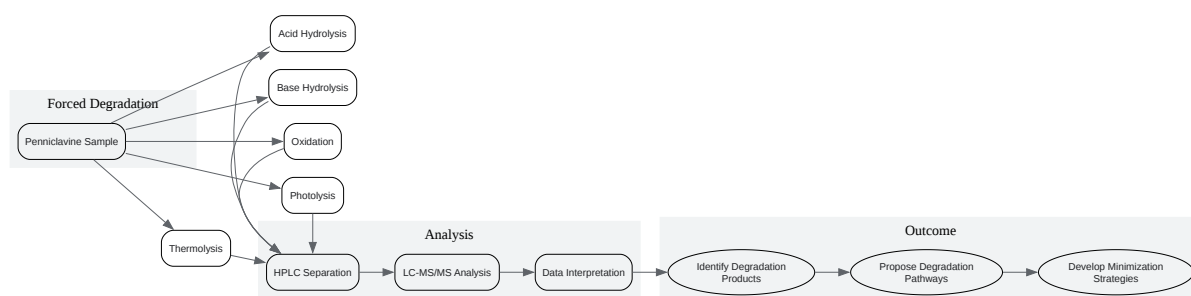 Acid Hydrolysis
Base Hydrolysis
Forced Degradation
Penniclavine Sample
Oxidation
Photolysis
Thermolysis
Analysis
HPLC Separation
LC-MS/MS Analysis
Data Interpretation
Outcome
Identify Degradation
Products
Propose Degradation
Pathways
Develop Minimization
Strategies